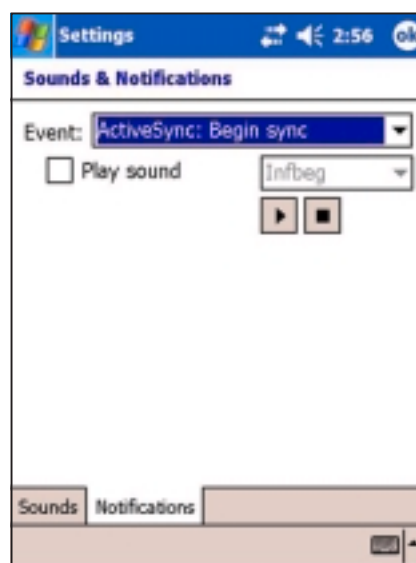 Settings 2:56 ok
Sounds & Notifications
Event: ActiveSync: Begin sync
Play sound Infbeg
Sounds Notifications